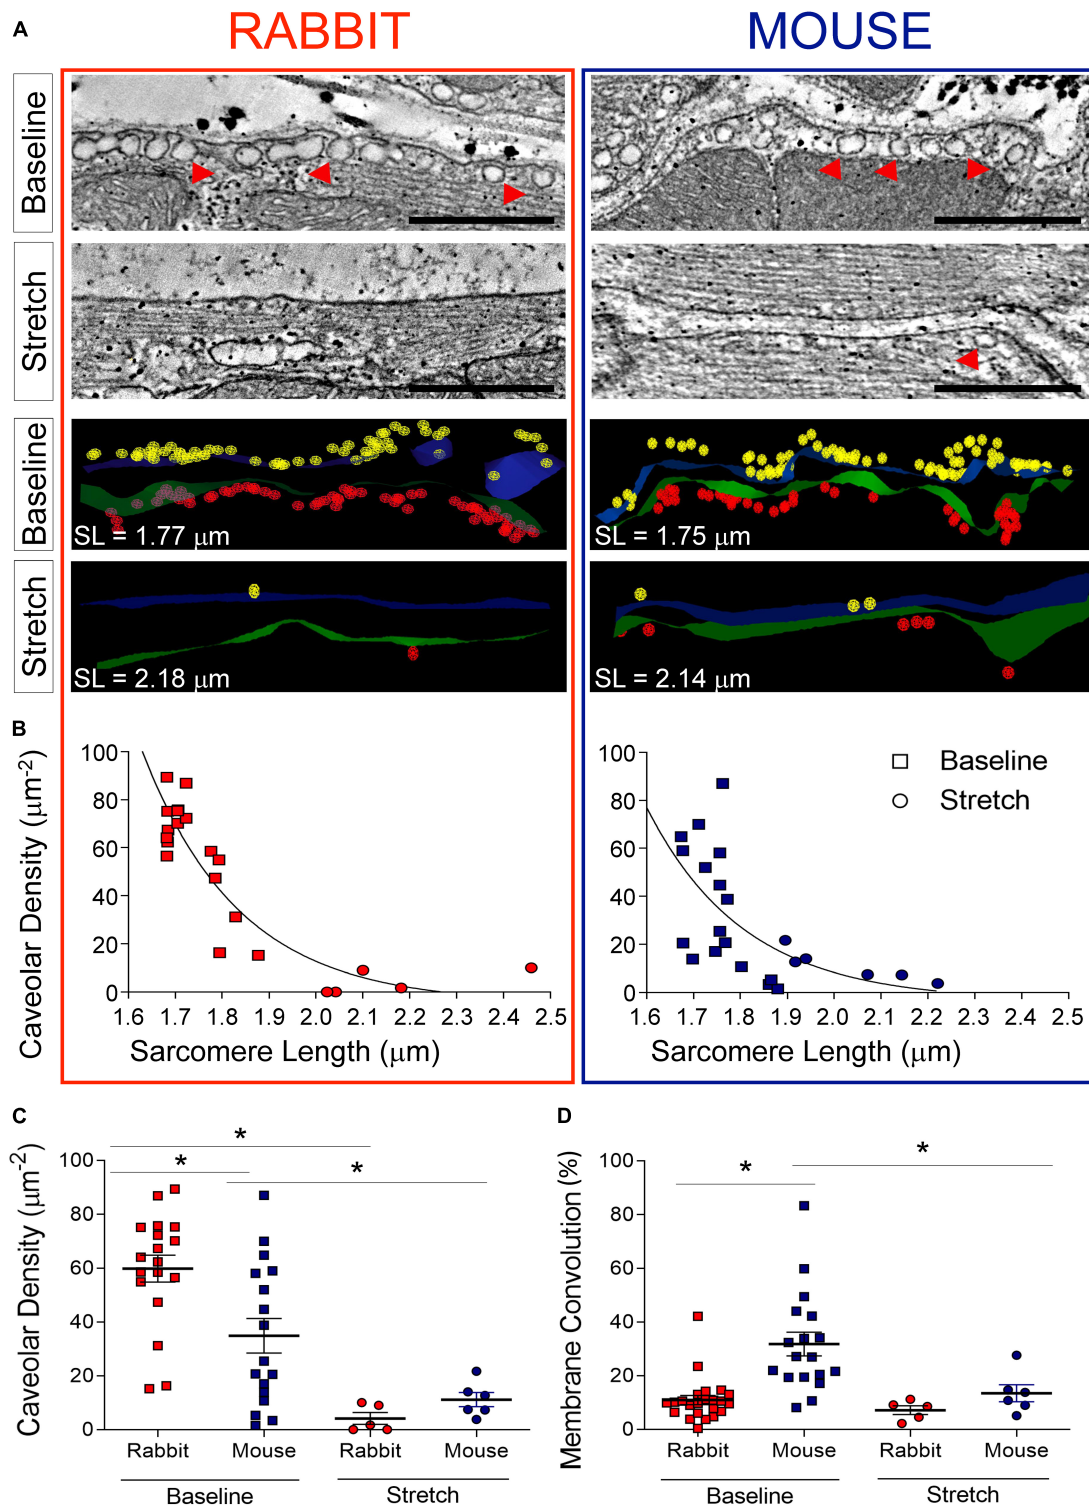 A
RABBIT
MOUSE
Baseline
Stretch
Baseline
SL = 1.77 μm
SL = 1.75 μm
Stretch
SL = 2.18 μm
SL = 2.14 μm
B
Caveolar Density (μm⁻²)
100
80
60
40
20
0
1.6 1.7 1.8 1.9 2.0 2.1 2.2 2.3 2.4 2.5
Sarcomere Length (μm)
100
80
60
40
20
0
1.6 1.7 1.8 1.9 2.0 2.1 2.2 2.3 2.4 2.5
Sarcomere Length (μm)
Baseline
Stretch
C
Caveolar Density (μm⁻²)
100
80
60
40
20
0
*
*
*
Rabbit Mouse Rabbit Mouse
Baseline Stretch
D
Membrane Convolution (%)
100
80
60
40
20
0
*
*
Rabbit Mouse Rabbit Mouse
Baseline Stretch